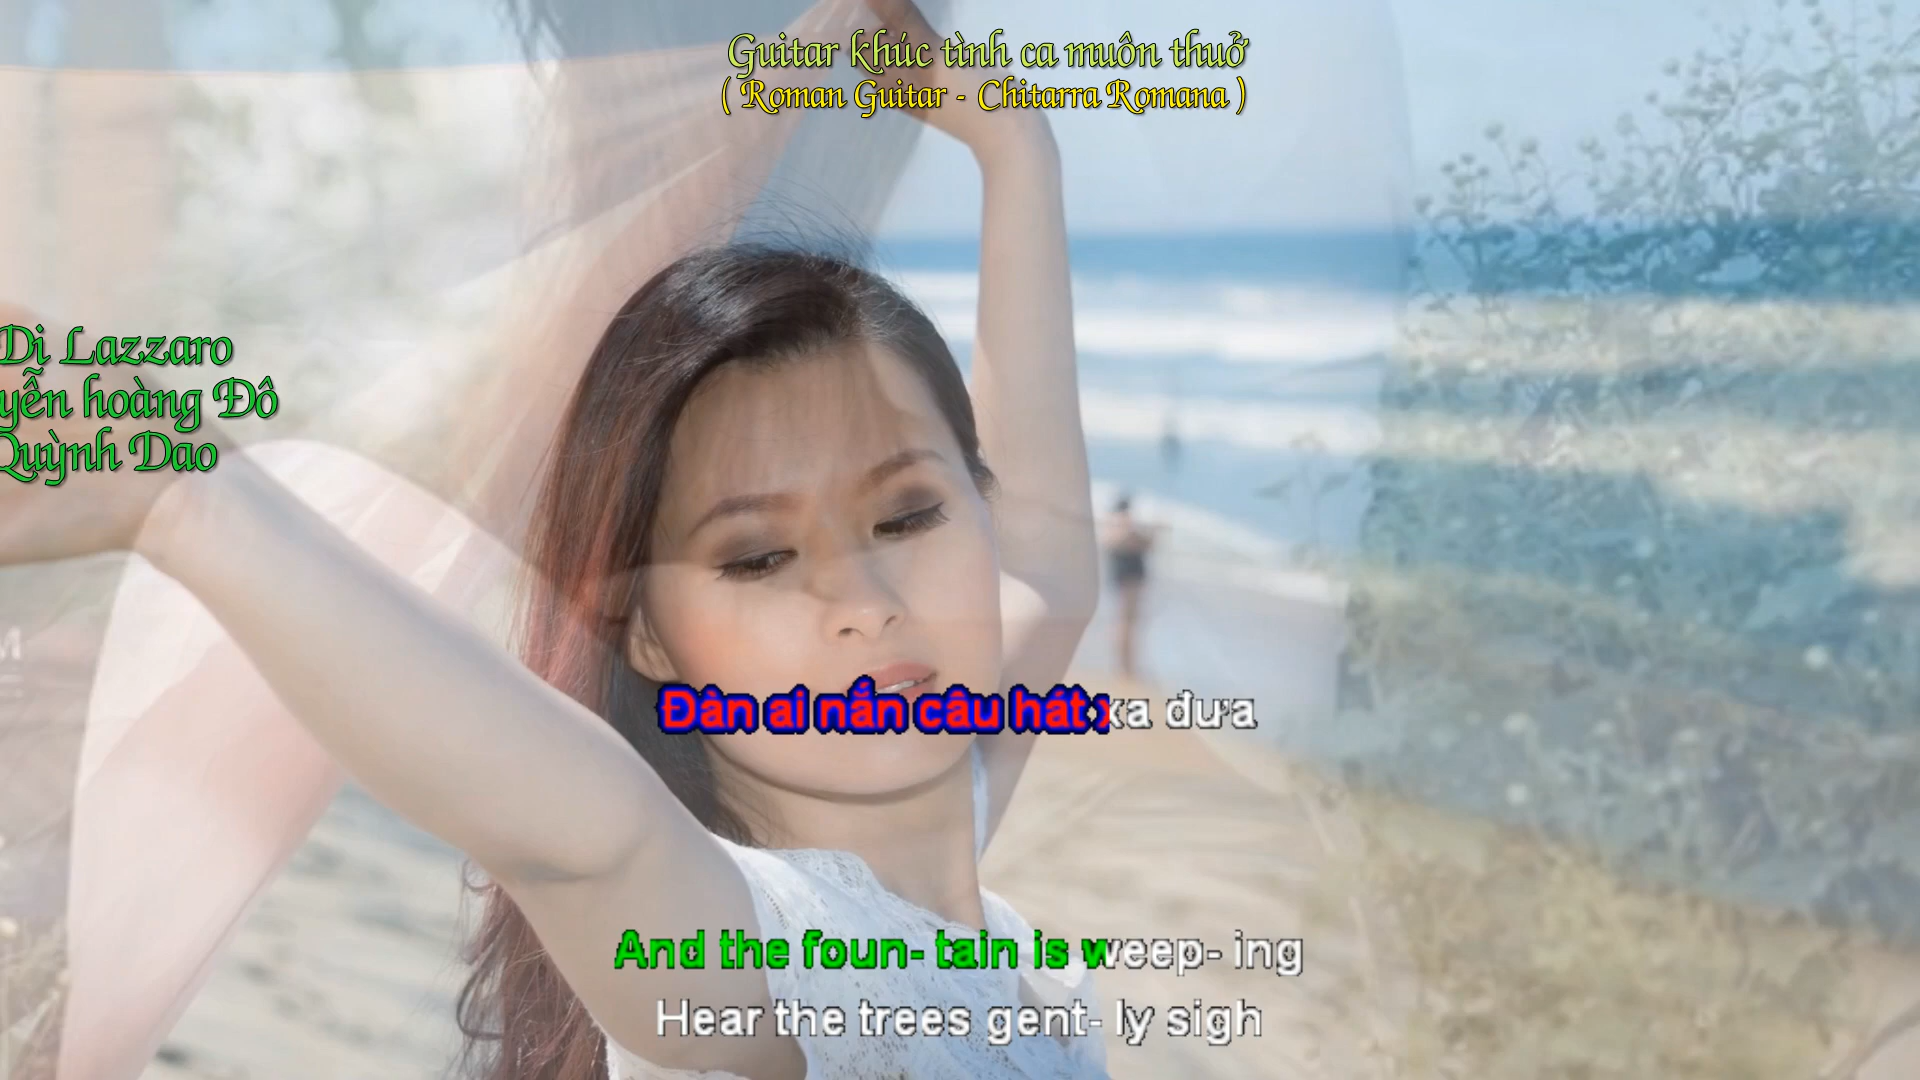 Guitar khúc tình ca muôn thuở
( Roman Guitar - Chitarra Romana )
Di Lazzaro
yễn hoàng Đô
Quỳnh Dao
Đàn ai nắn câu hát xa đưa
And the foun- tain is weep- ing
Hear the trees gent- ly sigh